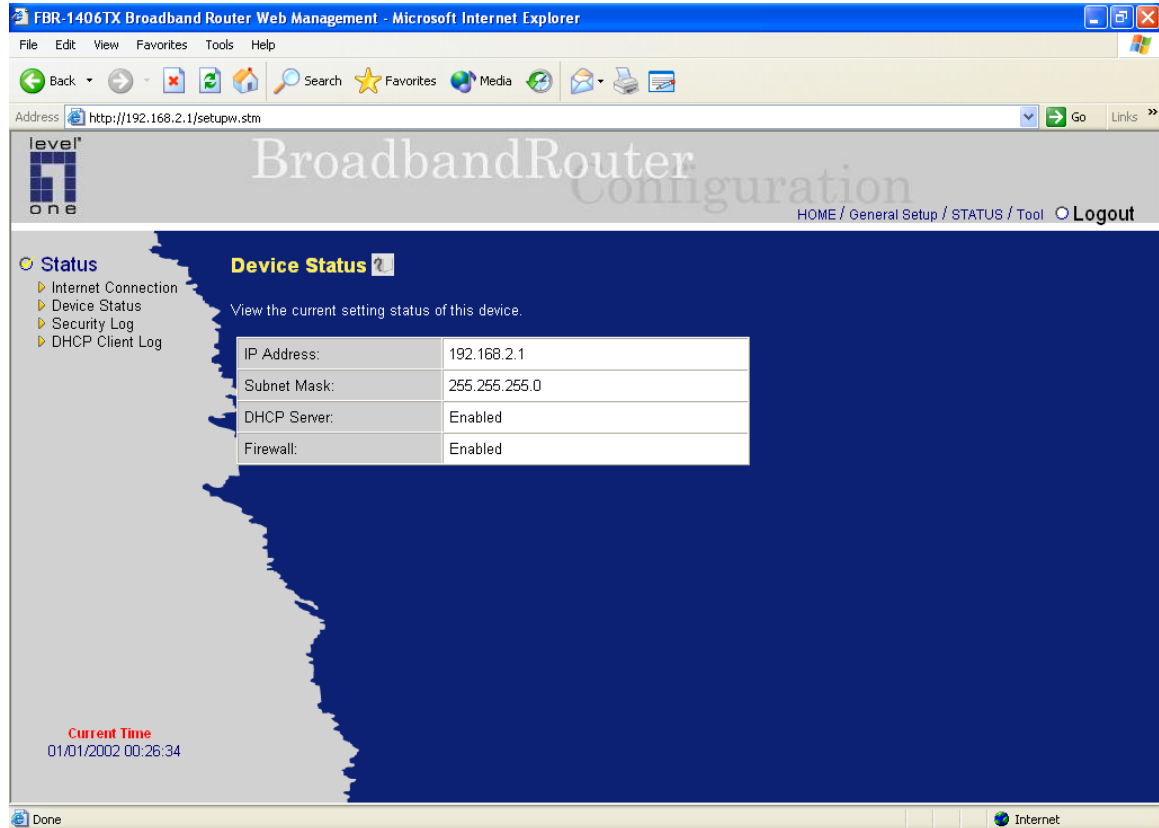 FBR-1406TX Broadband Router Web Management - Microsoft Internet Explorer
File Edit View Favorites Tools Help
Back Search Favorites Media
Address http://192.168.2.1/setupw.stm Go Links »
level one
BroadbandRouter
Configuration
HOME / General Setup / STATUS / Tool Logout
Status
Internet Connection
Device Status
Security Log
DHCP Client Log
Device Status
View the current setting status of this device.
IP Address: 192.168.2.1
Subnet Mask: 255.255.255.0
DHCP Server: Enabled
Firewall: Enabled
Current Time
01/01/2002 00:26:34
Done Internet